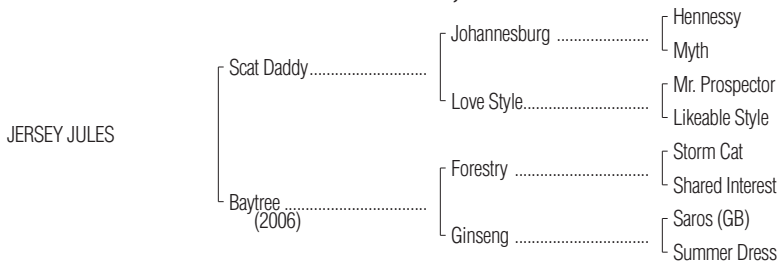 Hennessy
Johannesburg ..................
Myth
Scat Daddy.......................
Mr. Prospector
Love Style.........................
Likeable Style
JERSEY JULES
Storm Cat
Forestry ..........................
Shared Interest
Baytree ............................
(2006)
Saros (GB)
Ginseng ..........................
Summer Dress